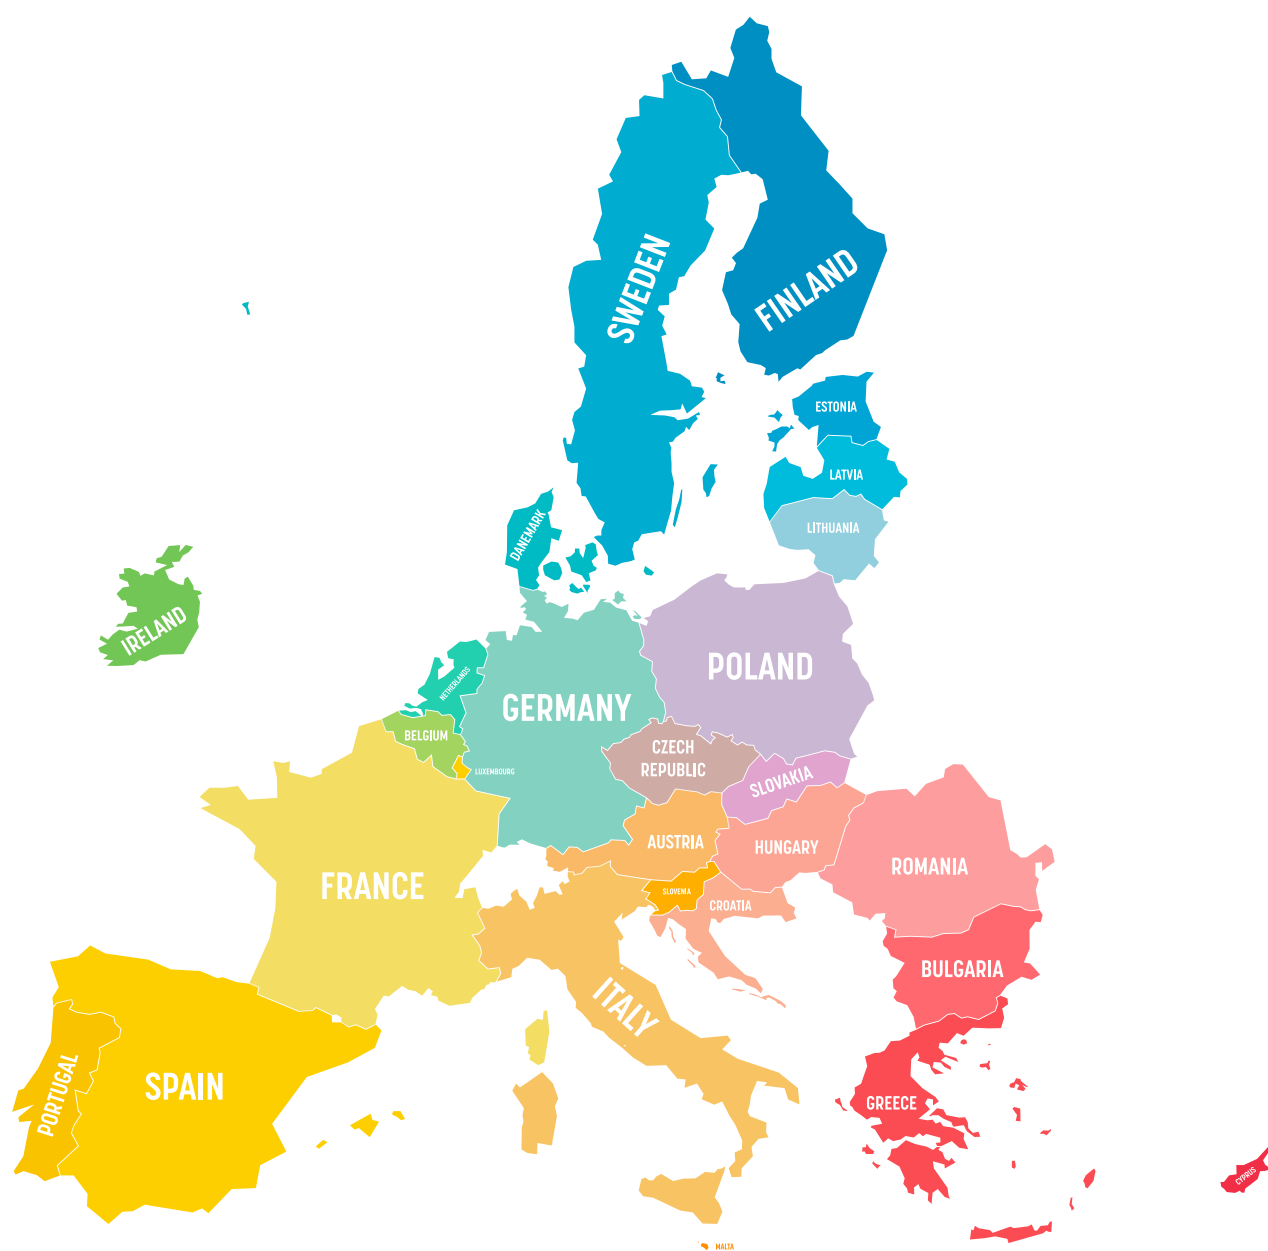 SWEDEN
FINLAND
ESTONIA
LATVIA
LITHUANIA
DANEMARK
IRELAND
POLAND
NETHERLANDS
GERMANY
BELGIUM
LUXEMBOURG
CZECH
REPUBLIC
SLOVAKIA
AUSTRIA
HUNGARY
ROMANIA
FRANCE
SLOVENIA
CROATIA
BULGARIA
ITALY
PORTUGAL
SPAIN
GREECE
CYPRUS
MALTA